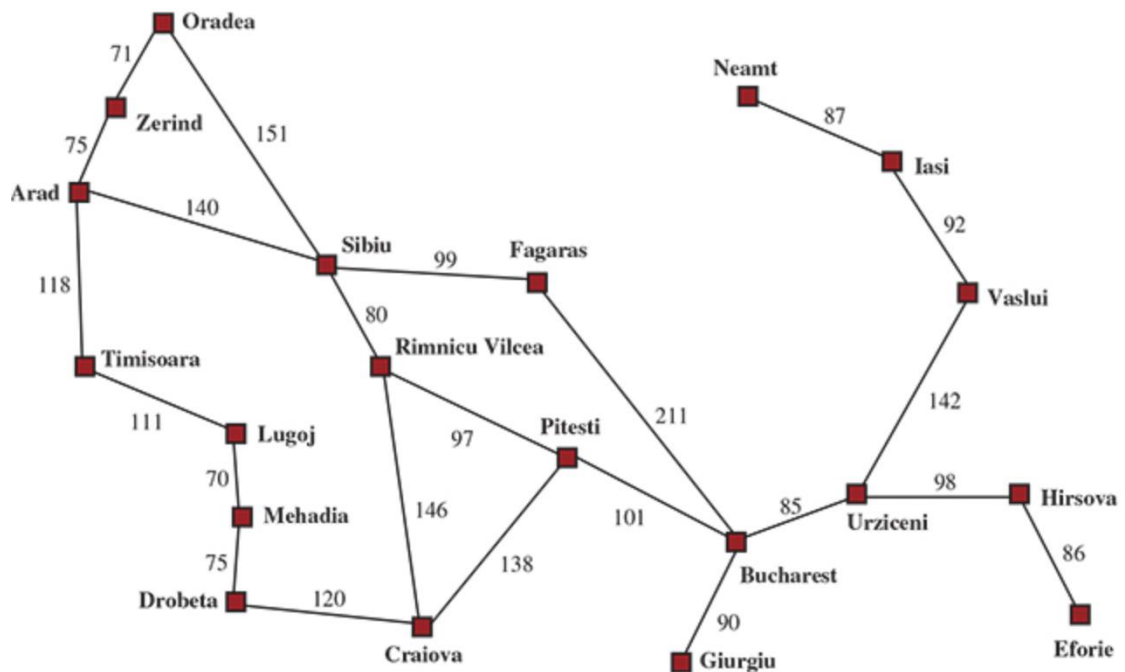 Oradea
71
Neamt
87
Zerind
151
75
Iasi
Arad
140
92
Sibiu
Fagaras
99
118
Vaslui
80
Rimnicu Vilcea
Timisoara
142
211
111
Pitesti
Lugoj
97
70
98
Hirsova
85
146
101
Urziceni
Mehadia
86
138
75
Bucharest
Drobeta
120
90
Craiova
Giurgiu
Eforie